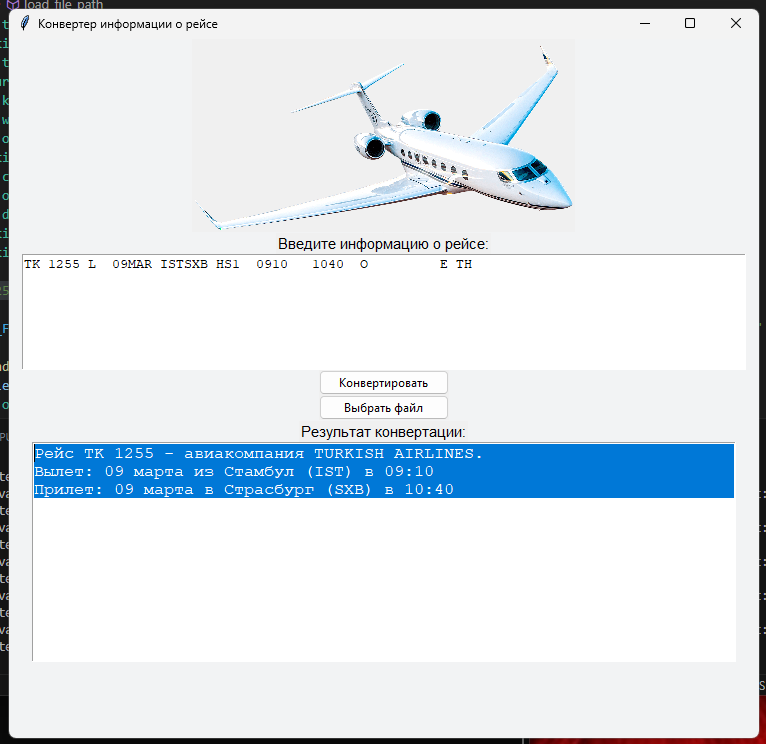 load_file_path
Конвертер информации о рейсе
Введите информацию о рейсе:
TK 1255 L  09MAR ISTSXB HS1  0910   1040  O         E TH
Конвертировать
Выбрать файл
Результат конвертации:
Рейс TK 1255 - авиакомпания TURKISH AIRLINES.
Вылет: 09 марта из Стамбул (IST) в 09:10
Прилет: 09 марта в Страсбург (SXB) в 10:40